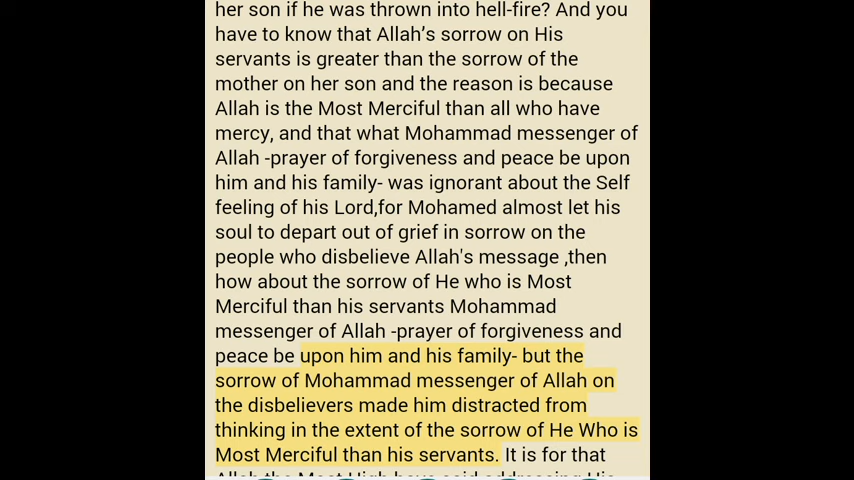 her son if he was thrown into hell-fire? And you
have to know that Allah’s sorrow on His
servants is greater than the sorrow of the
mother on her son and the reason is because
Allah is the Most Merciful than all who have
mercy, and that what Mohammad messenger of
Allah -prayer of forgiveness and peace be upon
him and his family- was ignorant about the Self
feeling of his Lord,for Mohamed almost let his
soul to depart out of grief in sorrow on the
people who disbelieve Allah's message ,then
how about the sorrow of He who is Most
Merciful than his servants Mohammad
messenger of Allah -prayer of forgiveness and
peace be upon him and his family- but the
sorrow of Mohammad messenger of Allah on
the disbelievers made him distracted from
thinking in the extent of the sorrow of He Who is
Most Merciful than his servants. It is for that
Allah the Most High have said addressing His